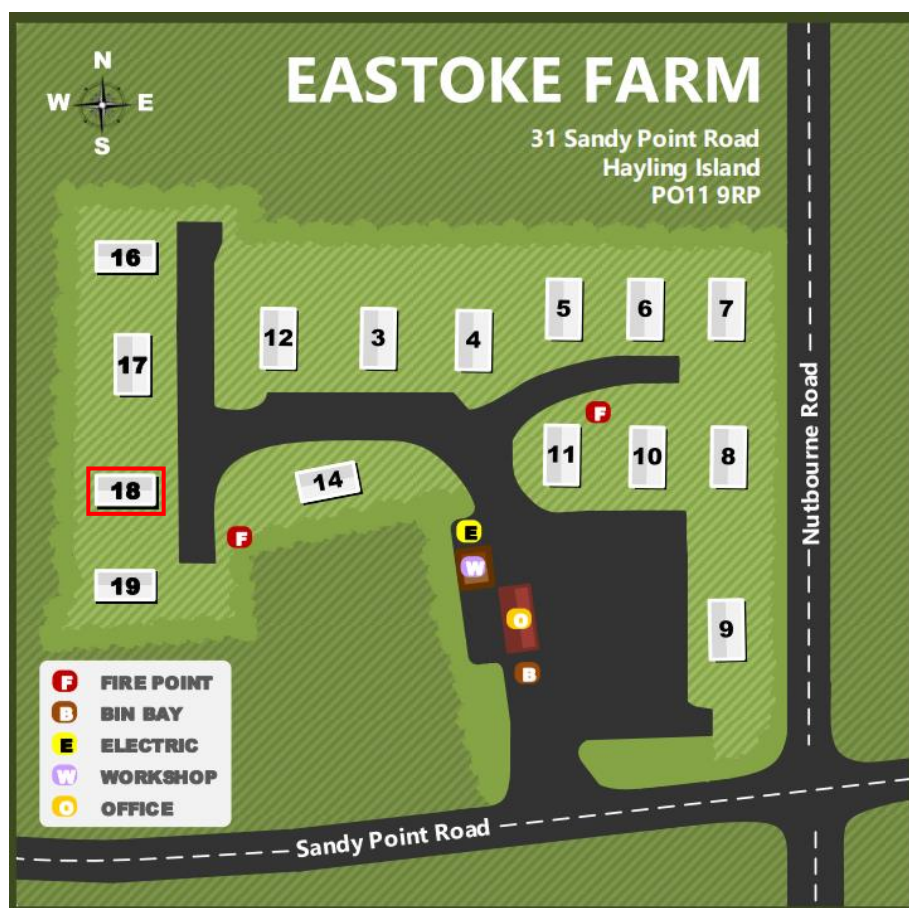 N
W E
S
EASTOKE FARM
31 Sandy Point Road
Hayling Island
PO11 9RP
16
5
6
7
12
3
4
17
Nutbourne Road
F
11
10
8
14
18
E
F
W
19
O
9
B
F FIRE POINT
B BIN BAY
E ELECTRIC
W WORKSHOP
O OFFICE
Sandy Point Road